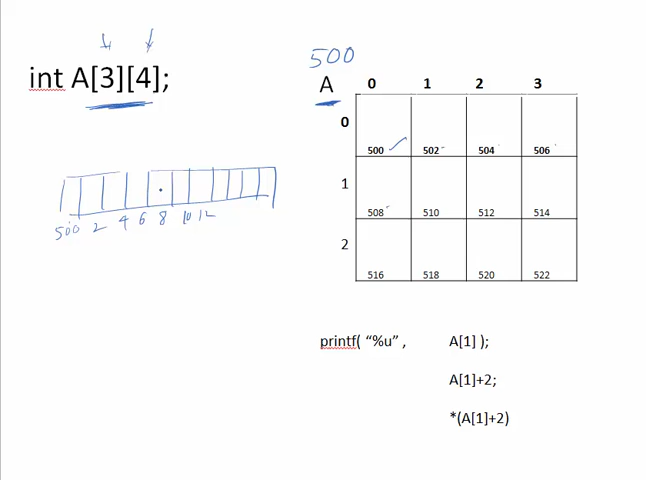 500
int A[3][4];
A 0 1 2 3
0
500 502 504 506
1
508 510 512 514
2
516 518 520 522
500 2 4 6 8 10 12
printf( “%u” , A[1] );
A[1]+2;
*(A[1]+2)